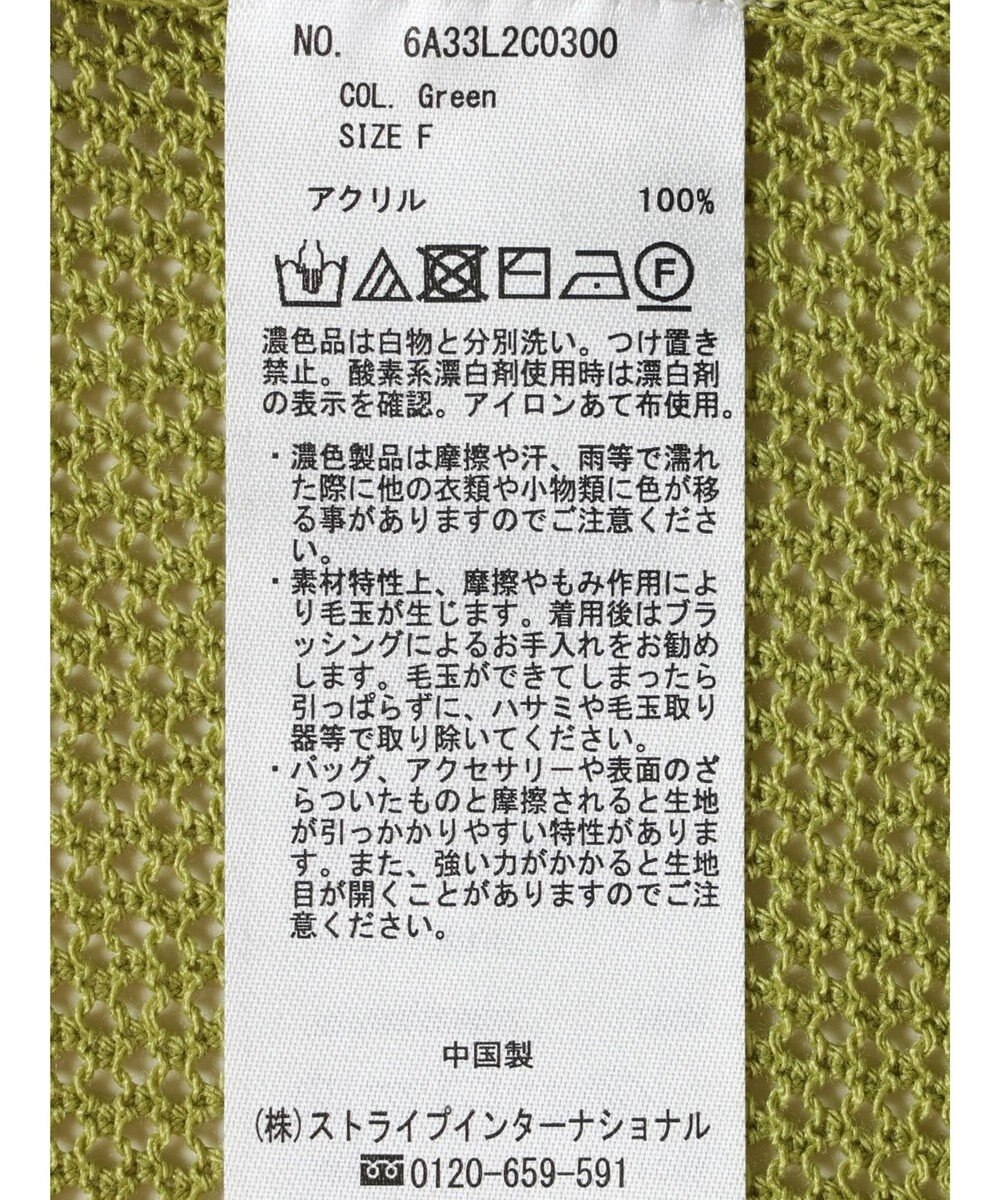 NO. 6A33L2C0300
COL. Green
SIZE F
アクリル 100%
F
濃色品は白物と分別洗い。つけ置き
禁止。酸素系漂白剤使用時は漂白剤
の表示を確認。アイロンあて布使用。
・濃色製品は摩擦や汗、雨等で濡れ
た際に他の衣類や小物類に色が移
る事がありますのでご注意くださ
い。
・素材特性上、摩擦やもみ作用によ
り毛玉が生じます。着用後はブラ
ッシングによるお手入れをお勧め
します。毛玉ができてしまったら
引っぱらずに、ハサミや毛玉取り
器等で取り除いてください。
・バッグ、アクセサリーや表面のざ
らついたものと摩擦されると生地
が引っかかりやすい特性がありま
す。また、強い力がかかると生地
目が開くことがありますのでご注
意ください。
中国製
(株)ストライプインターナショナル
0120-659-591